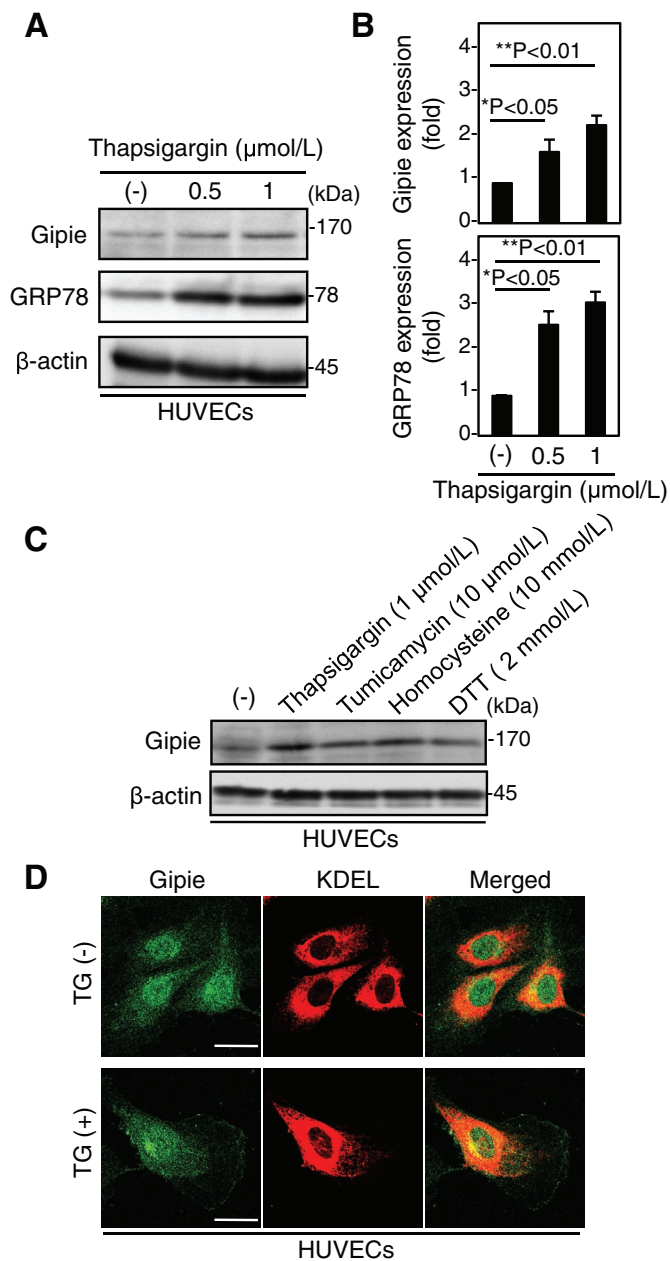 A
Thapsigargin (μmol/L)
(-) 0.5 1 (kDa)
Gipie -170
GRP78 -78
β-actin -45
HUVECs
B
Gipie expression
(fold)
4-
3-
2-
1-
0-
**P<0.01
*P<0.05
GRP78 expression
(fold)
4-
3-
2-
1-
0-
**P<0.01
*P<0.05
(-) 0.5 1
Thapsigargin (μmol/L)
C
(-)
Thapsigargin (1 μmol/L)
Tumicamycin (10 μmol/L)
Homocysteine (10 mmol/L)
DTT ( 2 mmol/L)
(kDa)
Gipie -170
β-actin -45
HUVECs
D
Gipie KDEL Merged
TG (-)
TG (+)
HUVECs